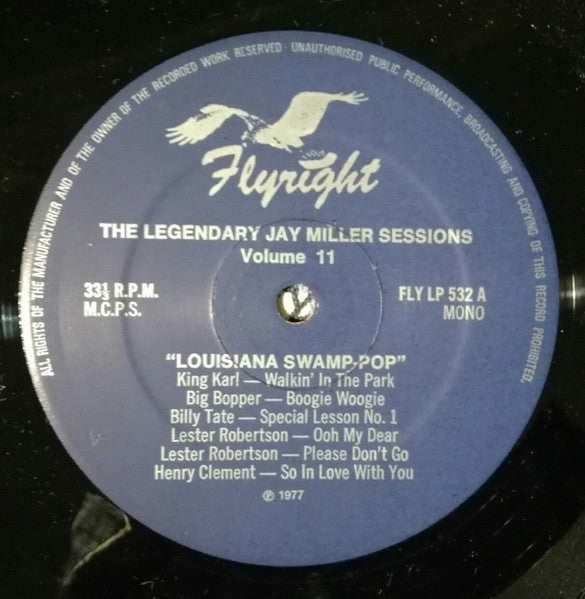 ALL RIGHTS OF THE MANUFACTURER AND OF THE OWNER OF THE RECORDED WORK RESERVED · UNAUTHORISED PUBLIC PERFORMANCE, BROADCASTING AND COPYING OF THIS RECORD PROHIBITED.
Flyright
THE LEGENDARY JAY MILLER SESSIONS
Volume 11
33⅓ R.P.M.
M.C.P.S.
FLY LP 532 A
MONO
"LOUISIANA SWAMP-POP"
King Karl — Walkin' In The Park
Big Bopper — Boogie Woogie
Billy Tate — Special Lesson No. 1
Lester Robertson — Ooh My Dear
Lester Robertson — Please Don't Go
Henry Clement — So In Love With You
℗ 1977